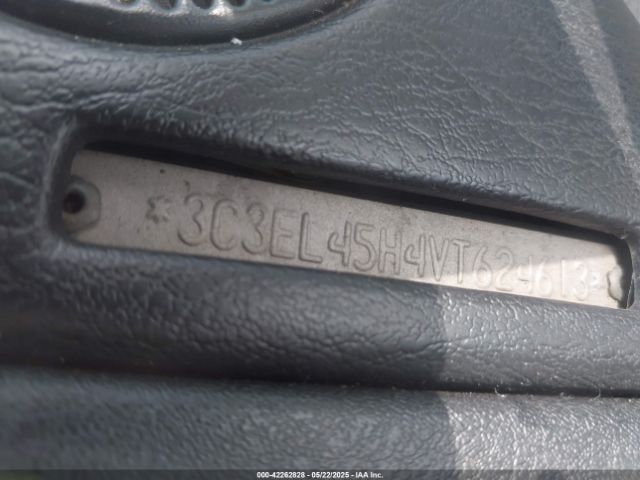 *3C3EL45H4VT624613*
000-42262828 - 05/22/2025 - IAA Inc.